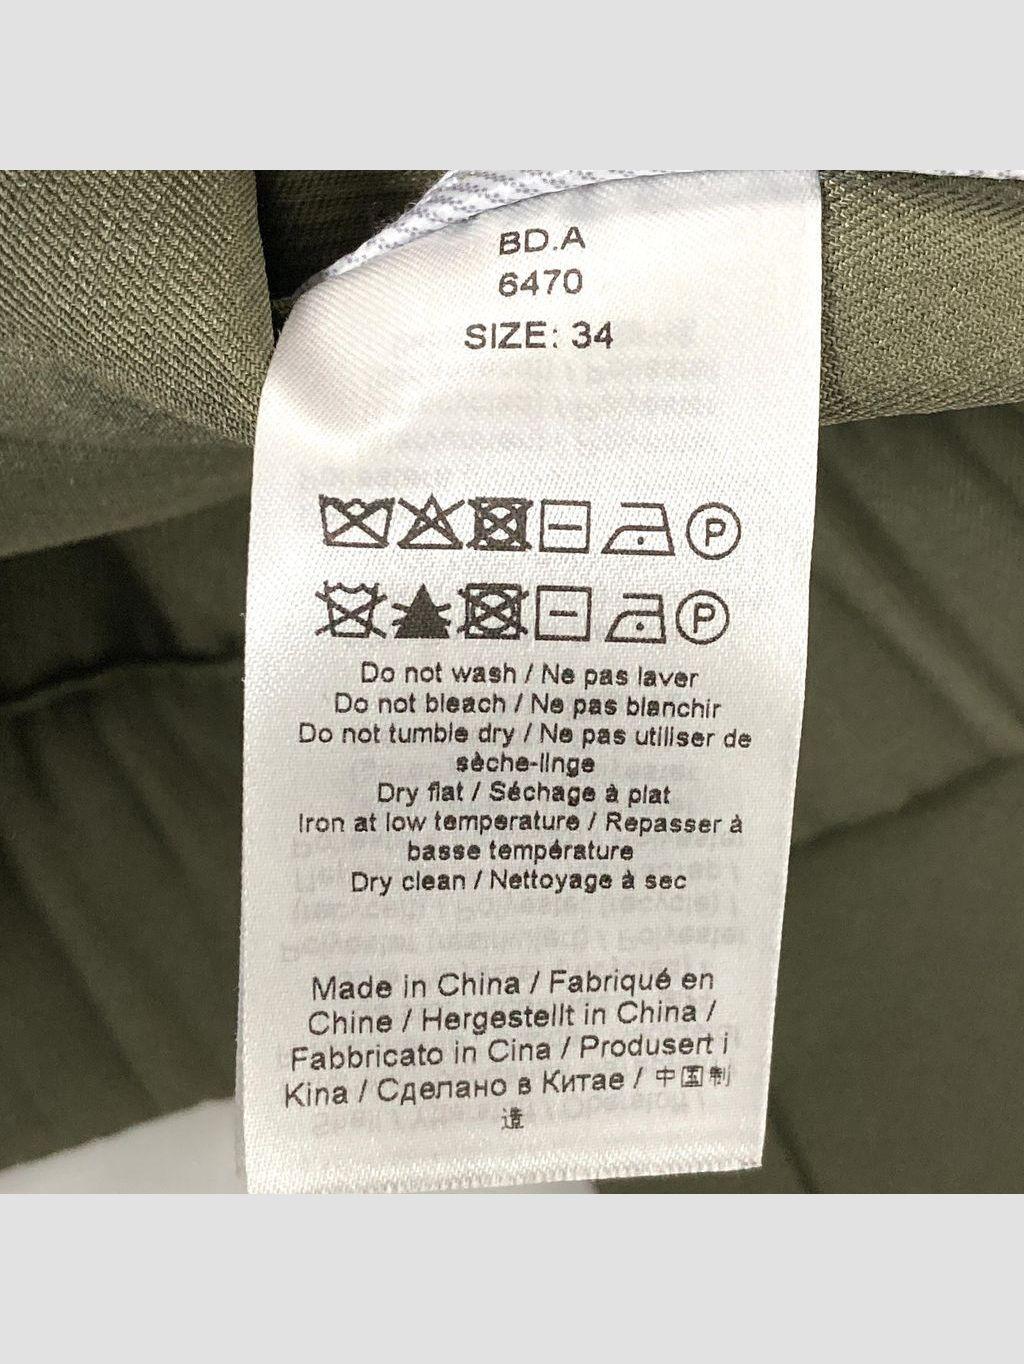 BD.A
6470
SIZE: 34
P
P
Do not wash / Ne pas laver
Do not bleach / Ne pas blanchir
Do not tumble dry / Ne pas utiliser de
sèche-linge
Dry flat / Séchage à plat
Iron at low temperature / Repasser à
basse température
Dry clean / Nettoyage à sec
Made in China / Fabriqué en
Chine / Hergestellt in China /
Fabbricato in Cina / Produsert i
Kina / Сделано в Китае / 中国制
造